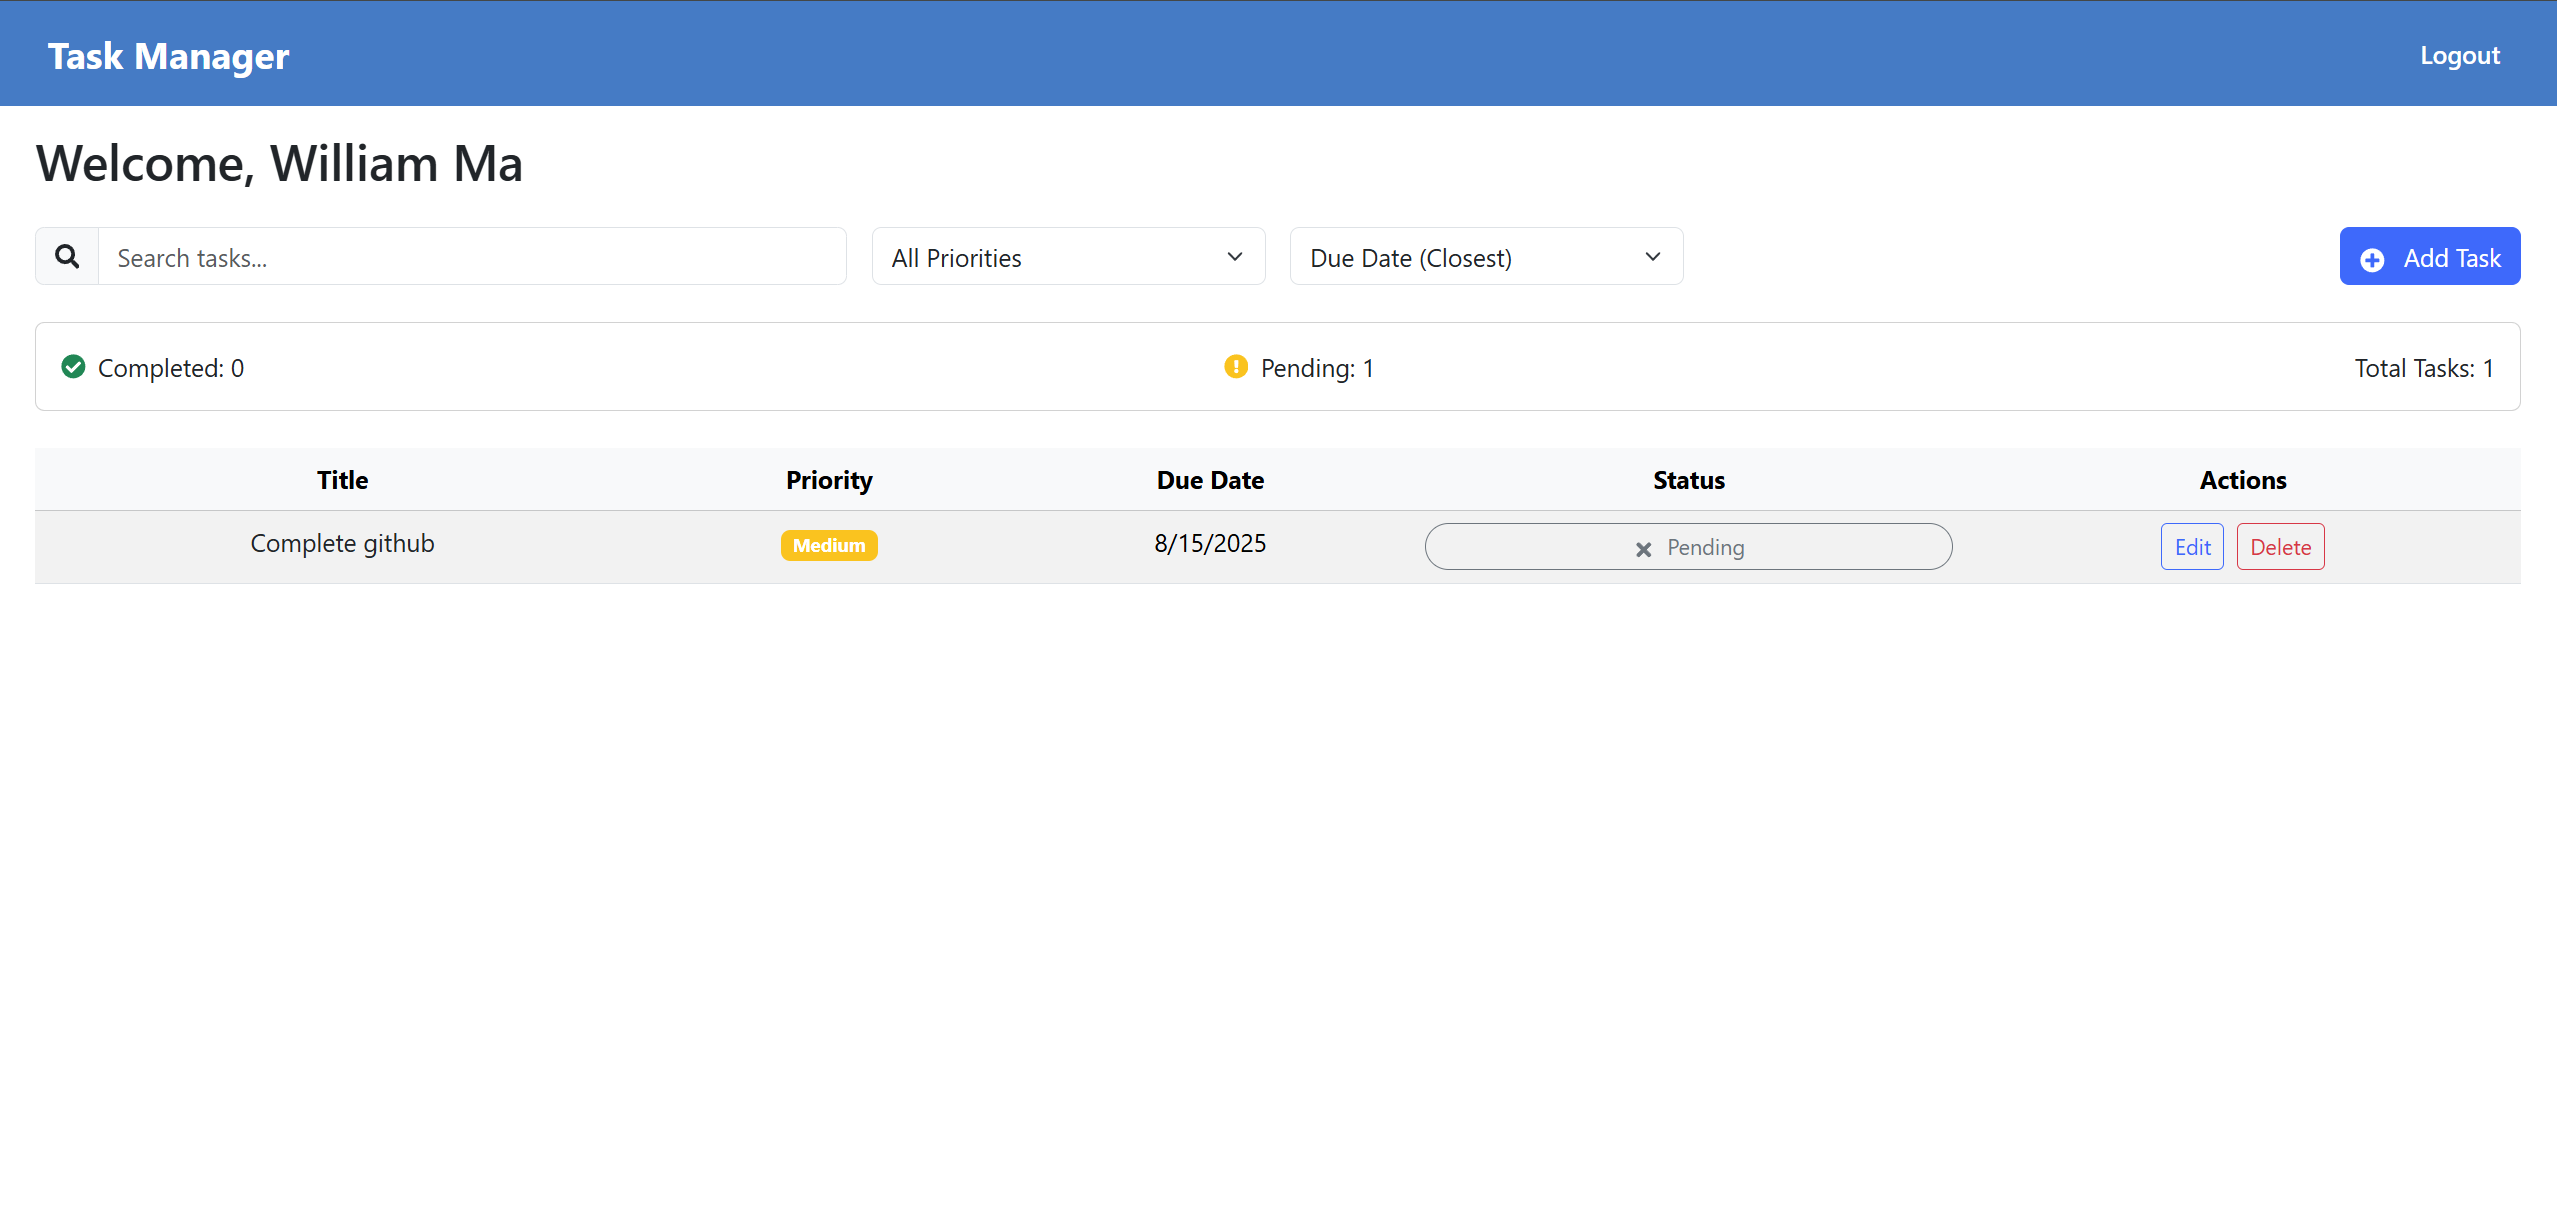 Task Manager Logout
Welcome, William Ma
Search tasks... All Priorities Due Date (Closest) Add Task
Completed: 0 Pending: 1 Total Tasks: 1
Title Priority Due Date Status Actions
Complete github Medium 8/15/2025 Pending Edit Delete